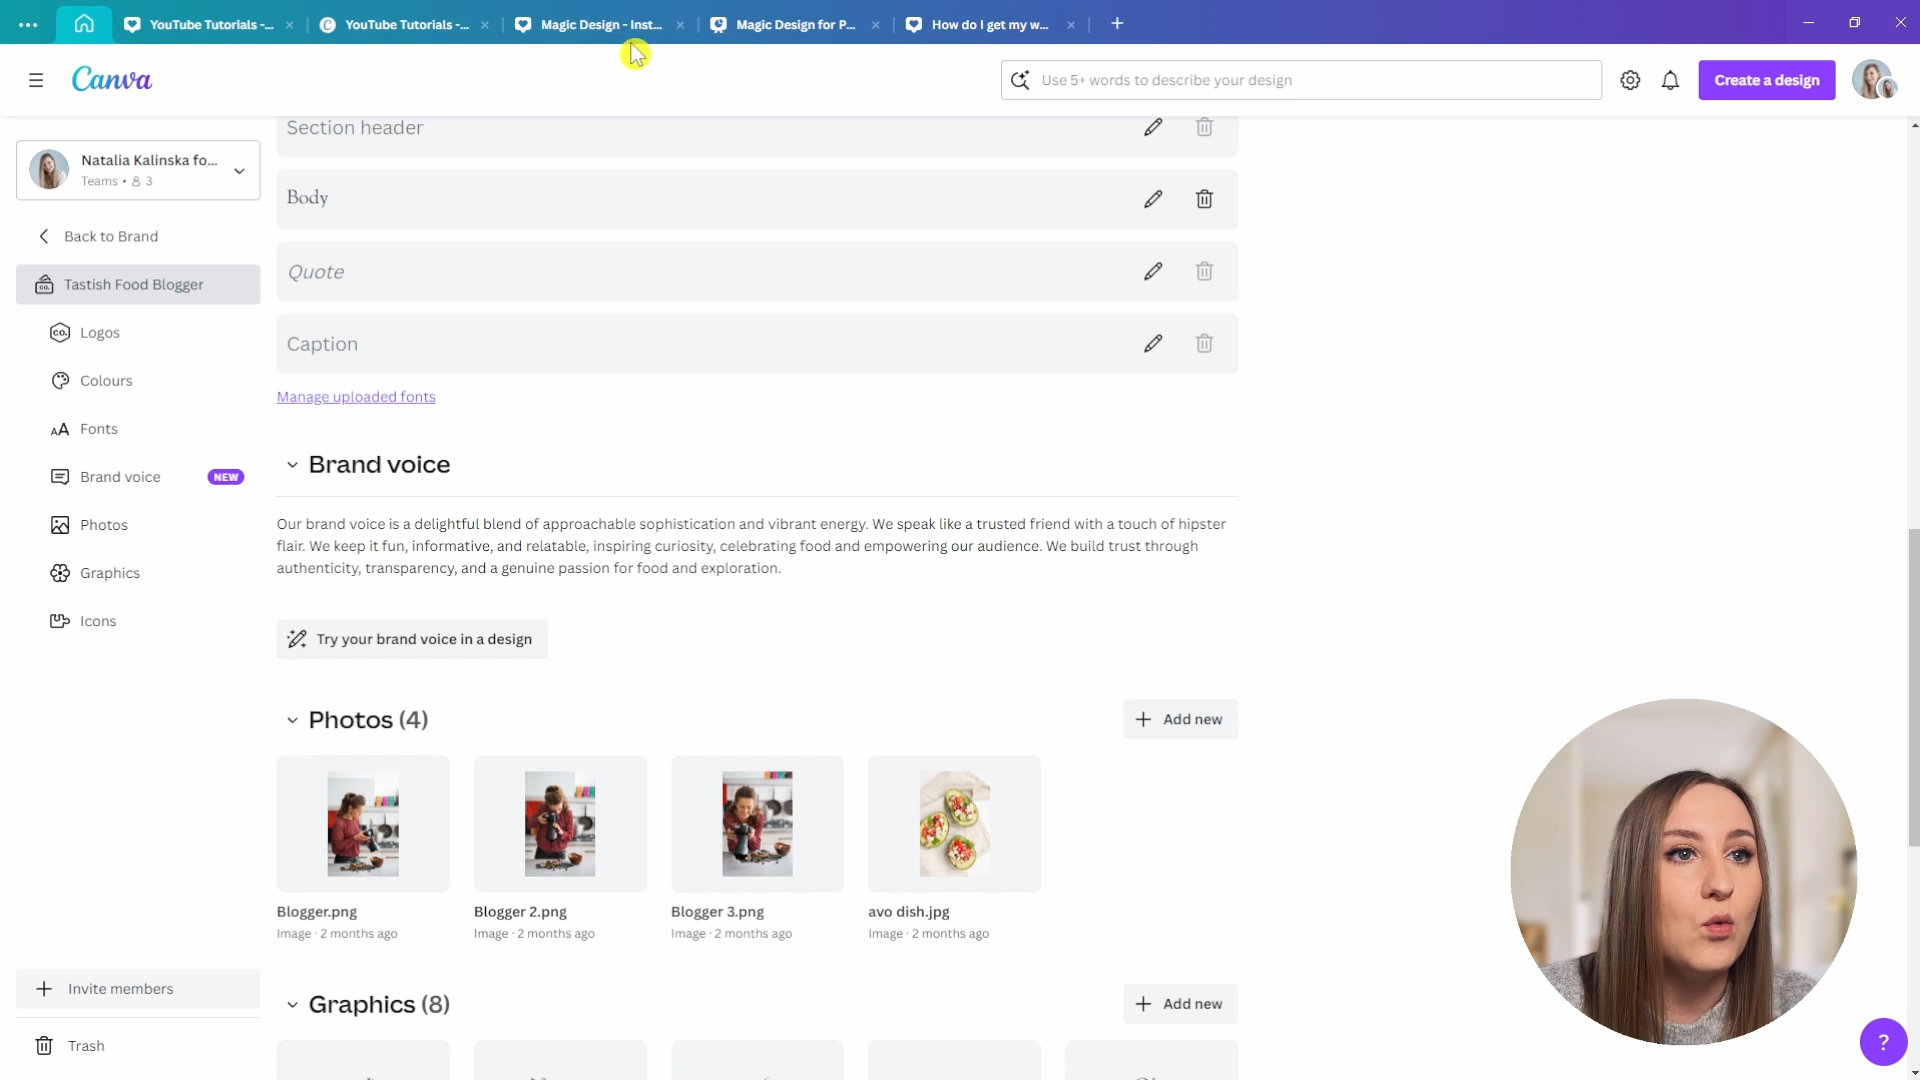 YouTube Tutorials -...
YouTube Tutorials -...
Magic Design - Inst...
Magic Design for P...
How do I get my w...
Canva
Use 5+ words to describe your design
Create a design
Natalia Kalinska fo...
Teams • 3
Back to Brand
Tastish Food Blogger
CO.
Logos
Colours
AA Fonts
Brand voice
NEW
Photos
Graphics
Icons
Invite members
Trash
Section header
Body
Quote
Caption
Manage uploaded fonts
Brand voice
Our brand voice is a delightful blend of approachable sophistication and vibrant energy. We speak like a trusted friend with a touch of hipster
flair. We keep it fun, informative, and relatable, inspiring curiosity, celebrating food and empowering our audience. We build trust through
authenticity, transparency, and a genuine passion for food and exploration.
Try your brand voice in a design
Photos (4)
Add new
Blogger.png
Image · 2 months ago
Blogger 2.png
Image · 2 months ago
Blogger 3.png
Image · 2 months ago
avo dish.jpg
Image · 2 months ago
Graphics (8)
Add new
?